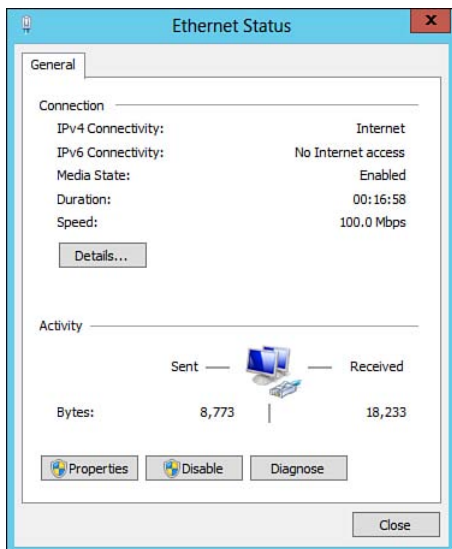 Ethernet Status
X
General
Connection
IPv4 Connectivity: Internet
IPv6 Connectivity: No Internet access
Media State: Enabled
Duration: 00:16:58
Speed: 100.0 Mbps
Details...
Activity
Sent Received
Bytes: 8,773 18,233
Properties Disable Diagnose
Close